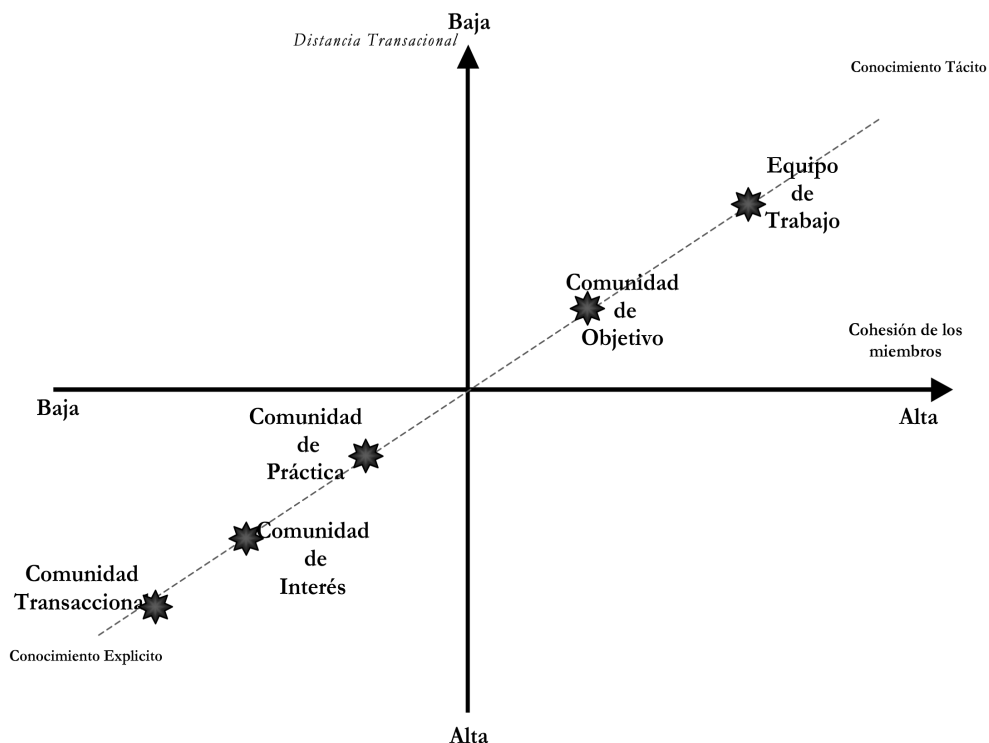 Baja
Distancia Transacional
Conocimiento Tácito
Equipo
de
Trabajo
Comunidad
de
Objetivo
Cohesión de los
miembros
Baja
Alta
Comunidad
de
Práctica
Comunidad
de
Interés
Comunidad
Transacciona
Conocimiento Explicito
Alta